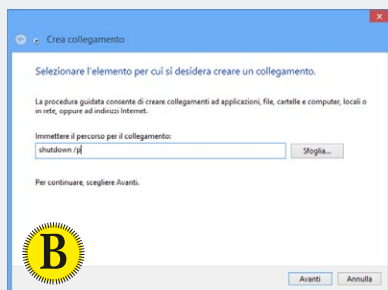 Crea collegamento
Selezionare l'elemento per cui si desidera creare un collegamento.
La procedura guidata consente di creare collegamenti ad applicazioni, file, cartelle e computer, locali o
in rete, oppure ad indirizzi Internet.
Immettere il percorso per il collegamento:
shutdown /p
Sfoglia...
Per continuare, scegliere Avanti.
B
Avanti
Annulla